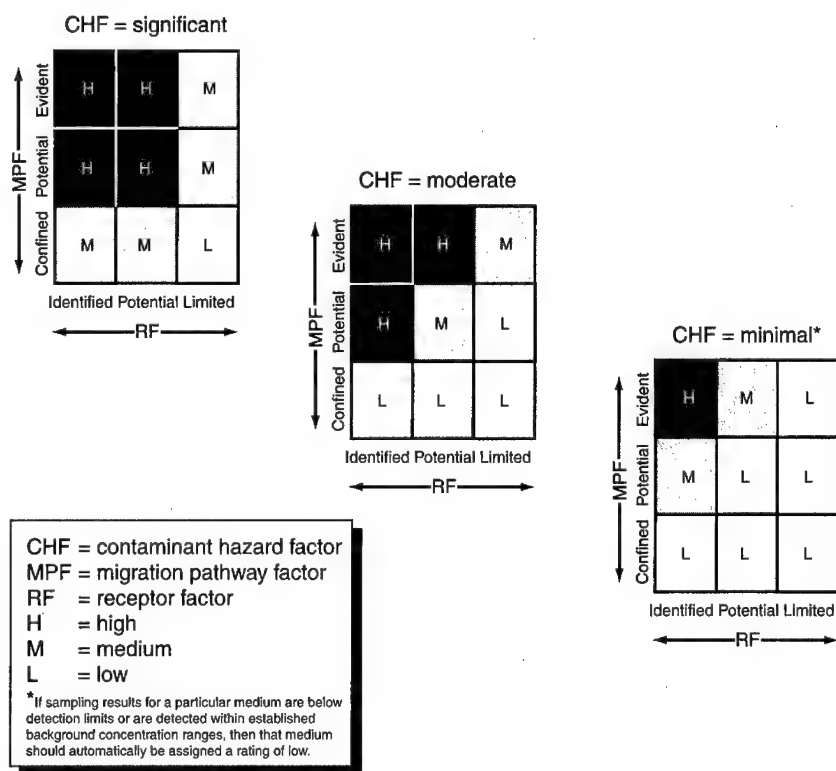 CHF = significant
MPF
Evident
H H M
Potential
H H M
Confined
M M L
Identified Potential Limited
RF
CHF = moderate
MPF
Evident
H H M
Potential
H M L
Confined
L L L
Identified Potential Limited
RF
CHF = minimal*
MPF
Evident
H M L
Potential
M L L
Confined
L L L
Identified Potential Limited
RF
CHF = contaminant hazard factor
MPF = migration pathway factor
RF = receptor factor
H = high
M = medium
L = low
*If sampling results for a particular medium are below
detection limits or are detected within established
background concentration ranges, then that medium
should automatically be assigned a rating of low.